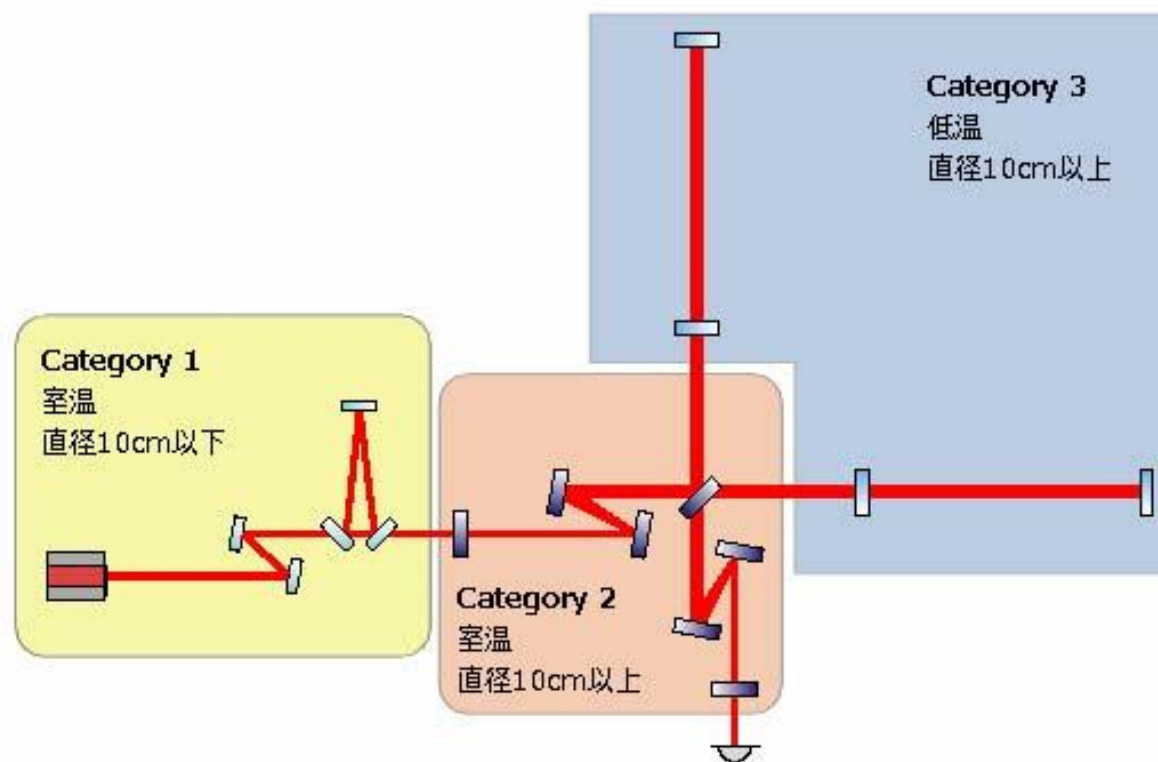 Category 1
室温
直径10cm以下
Category 2
室温
直径10cm以上
Category 3
低温
直径10cm以上